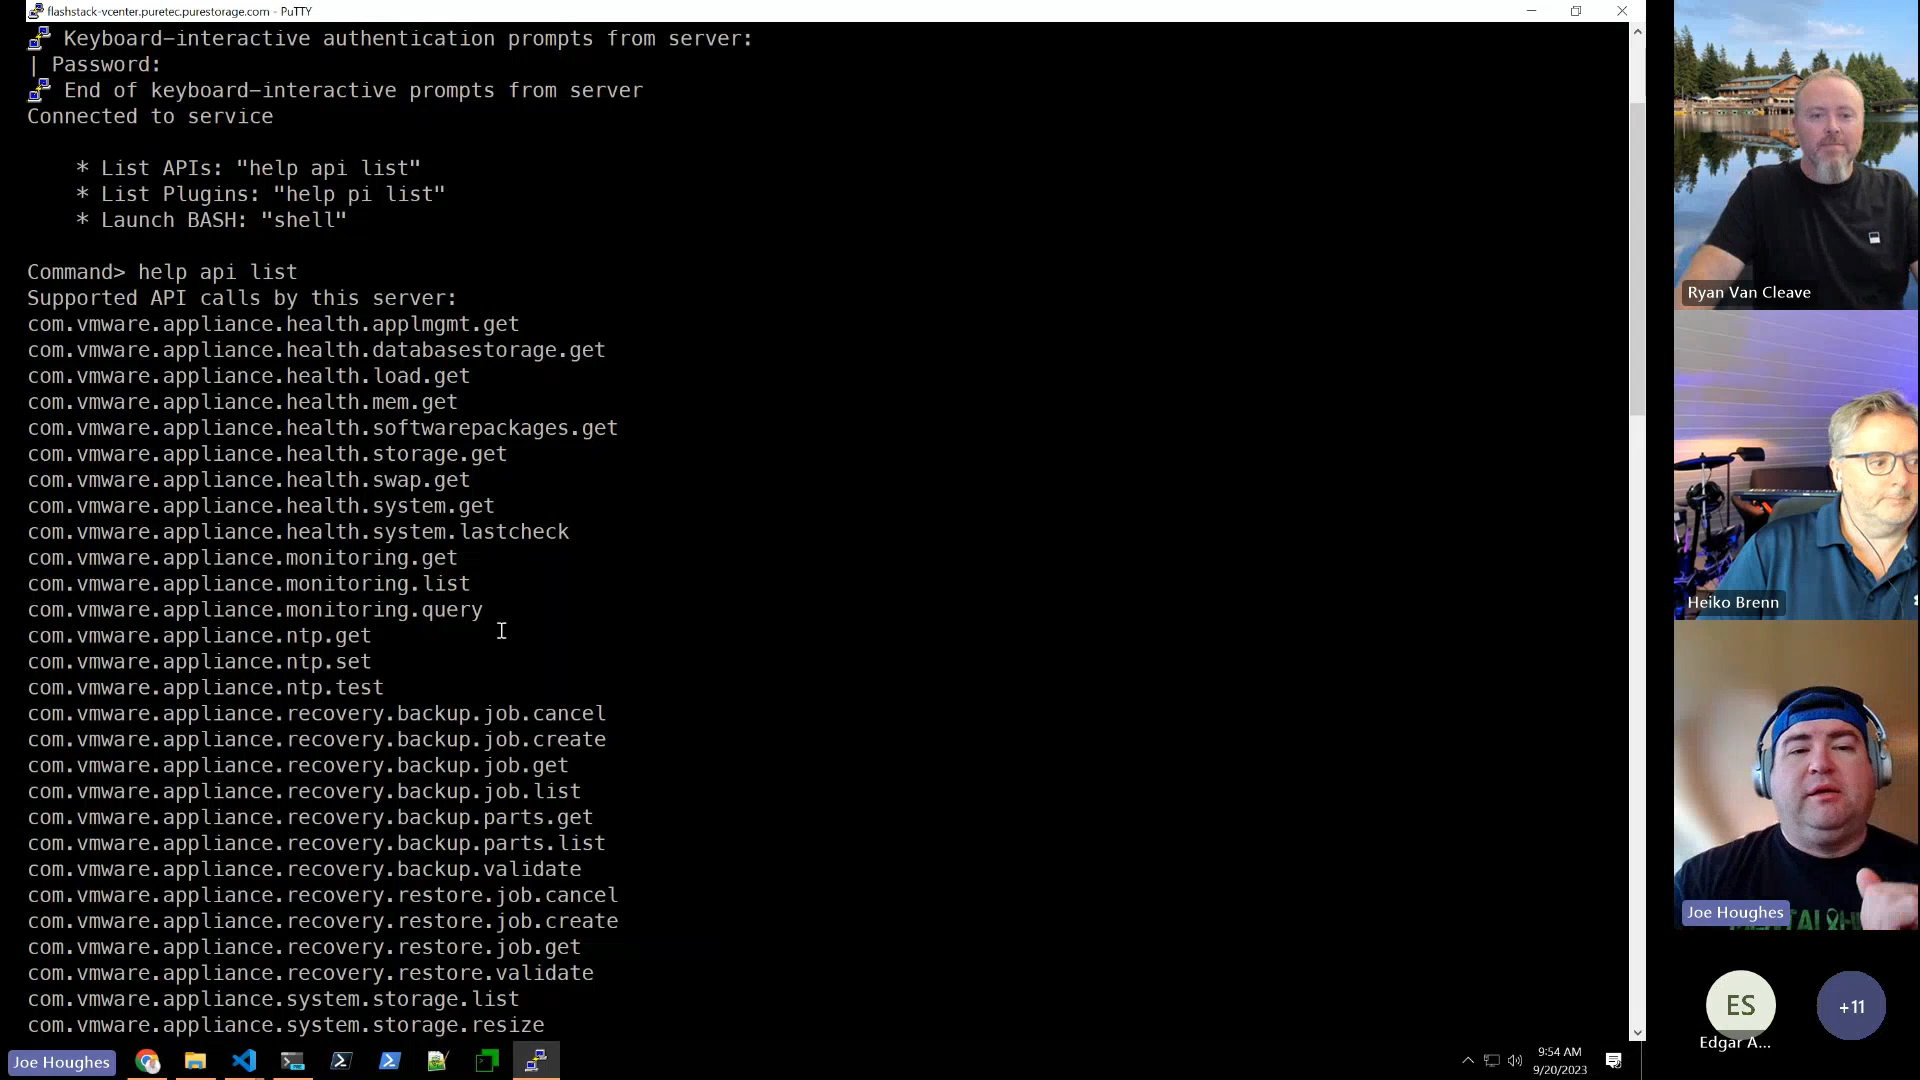 flashstack-vcenter.puretec.purestorage.com - PuTTY
Keyboard-interactive authentication prompts from server:
| Password:
End of keyboard-interactive prompts from server
Connected to service
* List APIs: "help api list"
* List Plugins: "help pi list"
* Launch BASH: "shell"
Command> help api list
Supported API calls by this server:
com.vmware.appliance.health.applmgmt.get
com.vmware.appliance.health.databasestorage.get
com.vmware.appliance.health.load.get
com.vmware.appliance.health.mem.get
com.vmware.appliance.health.softwarepackages.get
com.vmware.appliance.health.storage.get
com.vmware.appliance.health.swap.get
com.vmware.appliance.health.system.get
com.vmware.appliance.health.system.lastcheck
com.vmware.appliance.monitoring.get
com.vmware.appliance.monitoring.list
com.vmware.appliance.monitoring.query
com.vmware.appliance.ntp.get
com.vmware.appliance.ntp.set
com.vmware.appliance.ntp.test
com.vmware.appliance.recovery.backup.job.cancel
com.vmware.appliance.recovery.backup.job.create
com.vmware.appliance.recovery.backup.job.get
com.vmware.appliance.recovery.backup.job.list
com.vmware.appliance.recovery.backup.parts.get
com.vmware.appliance.recovery.backup.parts.list
com.vmware.appliance.recovery.backup.validate
com.vmware.appliance.recovery.restore.job.cancel
com.vmware.appliance.recovery.restore.job.create
com.vmware.appliance.recovery.restore.job.get
com.vmware.appliance.recovery.restore.validate
com.vmware.appliance.system.storage.list
com.vmware.appliance.system.storage.resize
Ryan Van Cleave
Heiko Brenn
Joe Houghes
ES
+11
Edgar A...
Joe Houghes
9:54 AM
9/20/2023